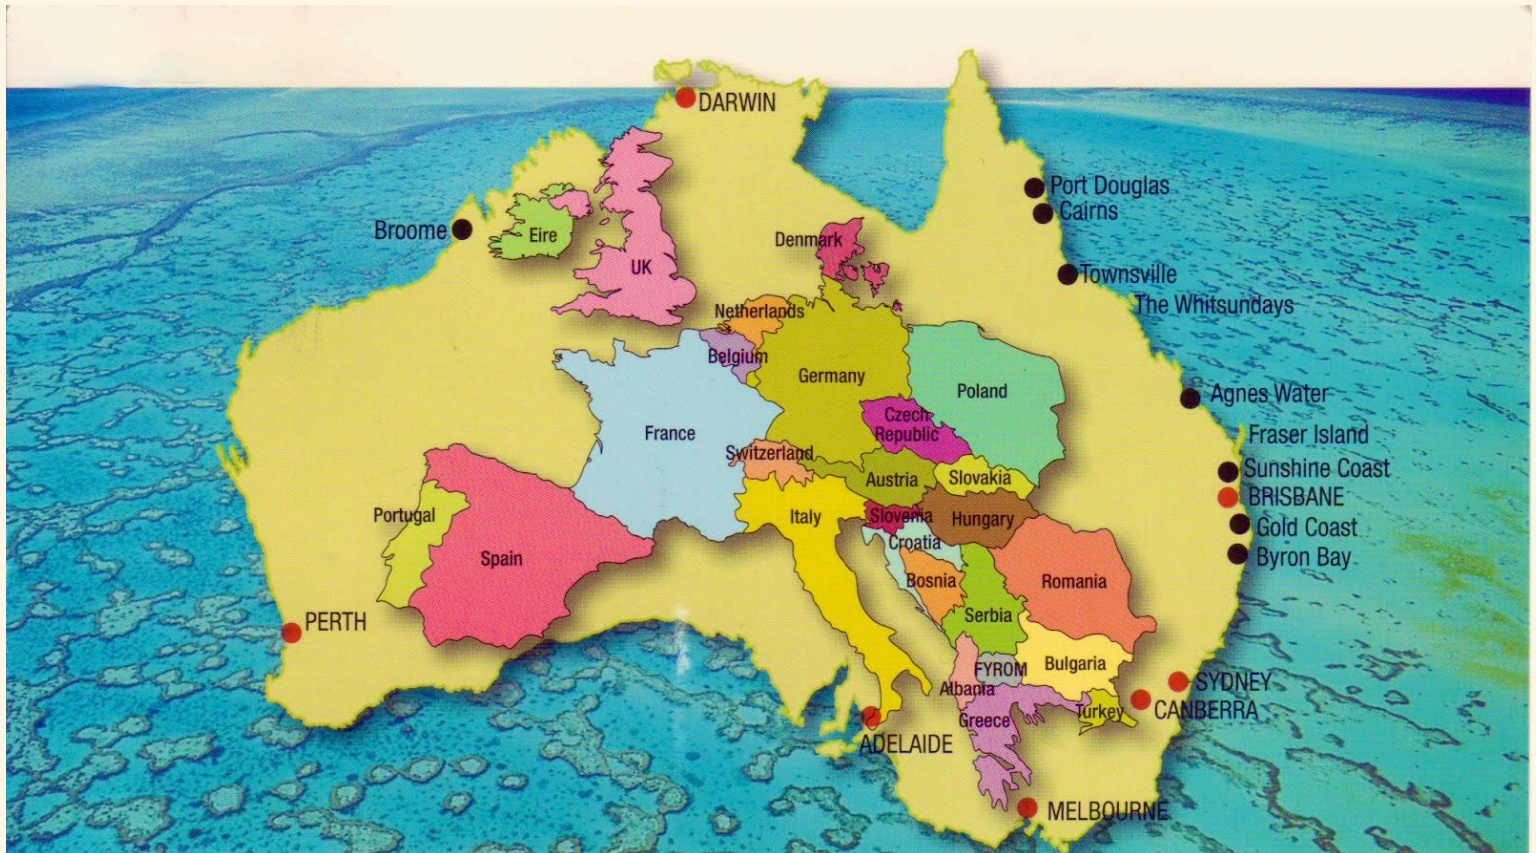 DARWIN
Port Douglas
Cairns
Broome
Eire
Denmark
UK
Townsville
The Whitsundays
Netherlands
Belgium
Germany
Poland
Agnes Water
Czech
Republic
France
Fraser Island
Switzerland
Sunshine Coast
Austria
Slovakia
BRISBANE
Portugal
Italy
Slovenia
Hungary
Gold Coast
Croatia
Spain
Byron Bay
Bosnia
Romania
Serbia
PERTH
Bulgaria
FYROM
SYDNEY
Albania
CANBERRA
Turkey
Greece
ADELAIDE
MELBOURNE